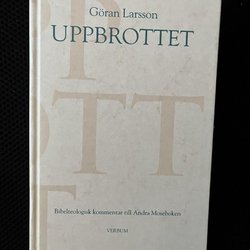 Göran Larsson
UPPBROTTET
Bibelteologisk kommentar till Andra Moseboken
VERBUM